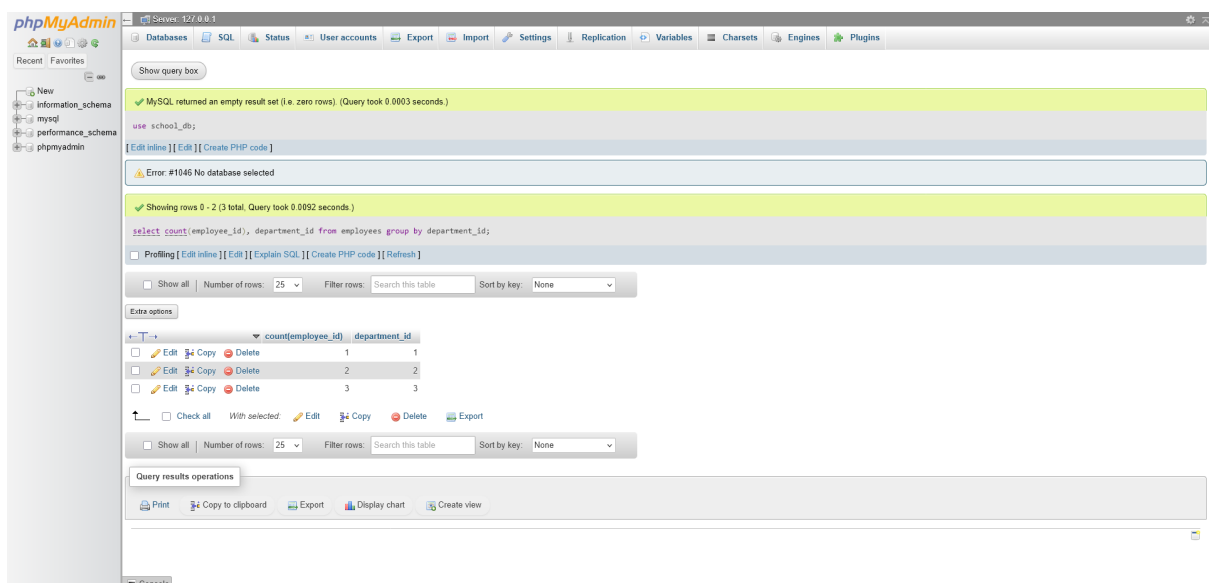 phpMyAdmin
Recent Favorites
New
information_schema
mysql
performance_schema
phpmyadmin
Server: 127.0.0.1
Databases SQL Status User accounts Export Import Settings Replication Variables Charsets Engines Plugins
Show query box
MySQL returned an empty result set (i.e. zero rows). (Query took 0.0003 seconds.)
use school_db;
[ Edit inline ] [ Edit ] [ Create PHP code ]
Error: #1046 No database selected
Showing rows 0 - 2 (3 total, Query took 0.0092 seconds.)
select count(employee_id), department_id from employees group by department_id;
Profiling [ Edit inline ] [ Edit ] [ Explain SQL ] [ Create PHP code ] [ Refresh ]
Show all | Number of rows: 25 Filter rows: Search this table Sort by key: None
Extra options
←T→ count(employee_id) department_id
Edit Copy Delete 1 1
Edit Copy Delete 2 2
Edit Copy Delete 3 3
Check all With selected: Edit Copy Delete Export
Show all | Number of rows: 25 Filter rows: Search this table Sort by key: None
Query results operations
Print Copy to clipboard Export Display chart Create view
Console